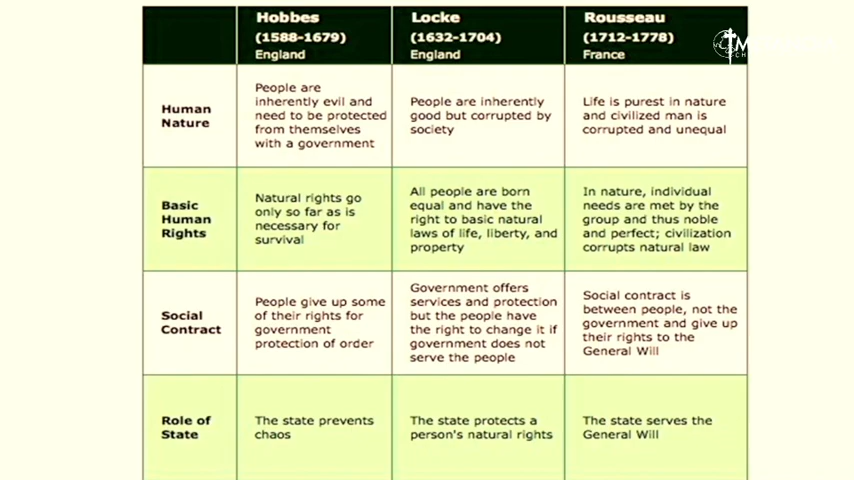 Hobbes
(1588-1679)
England
Locke
(1632-1704)
England
Rousseau
(1712-1778)
France
Human
Nature
People are
inherently evil and
need to be protected
from themselves
with a government
People are inherently
good but corrupted by
society
Life is purest in nature
and civilized man is
corrupted and unequal
Basic
Human
Rights
Natural rights go
only so far as is
necessary for
survival
All people are born
equal and have the
right to basic natural
laws of life, liberty, and
property
In nature, individual
needs are met by the
group and thus noble
and perfect; civilization
corrupts natural law
Social
Contract
People give up some
of their rights for
government
protection of order
Government offers
services and protection
but the people have
the right to change it if
government does not
serve the people
Social contract is
between people, not the
government and give up
their rights to the
General Will
Role of
State
The state prevents
chaos
The state protects a
person's natural rights
The state serves the
General Will